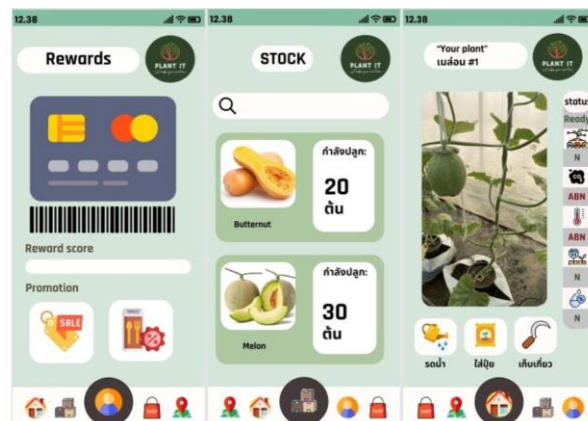 12.38
Rewards
PLANT IT
Reward score
Promotion
SALE
12.38
STOCK
PLANT IT
กำลังปลูก:
20
ต้น
Butternut
กำลังปลูก:
30
ต้น
Melon
12.38
“Your plant”
เมล่อน #1
PLANT IT
status
Ready
N
ABN
ABN
N
N
รดน้ำ
ใส่ปุ๋ย
เก็บเกี่ยว